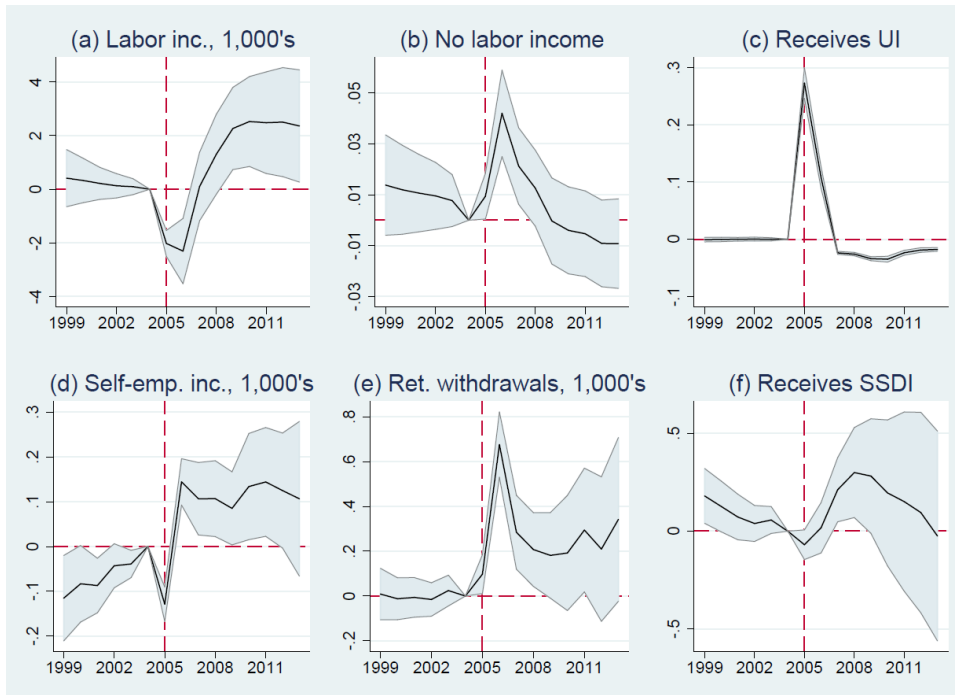 (a) Labor inc., 1,000's
4
2
0
-2
-4
1999 2002 2005 2008 2011
(b) No labor income
.05
.03
.01
-.01
-.03
1999 2002 2005 2008 2011
(c) Receives UI
.3
.2
.1
0
-.1
1999 2002 2005 2008 2011
(d) Self-emp. inc., 1,000's
.3
.2
.1
0
-.1
-.2
1999 2002 2005 2008 2011
(e) Ret. withdrawals, 1,000's
.8
.6
.4
.2
0
-.2
1999 2002 2005 2008 2011
(f) Receives SSDI
.5
0
-.5
1999 2002 2005 2008 2011